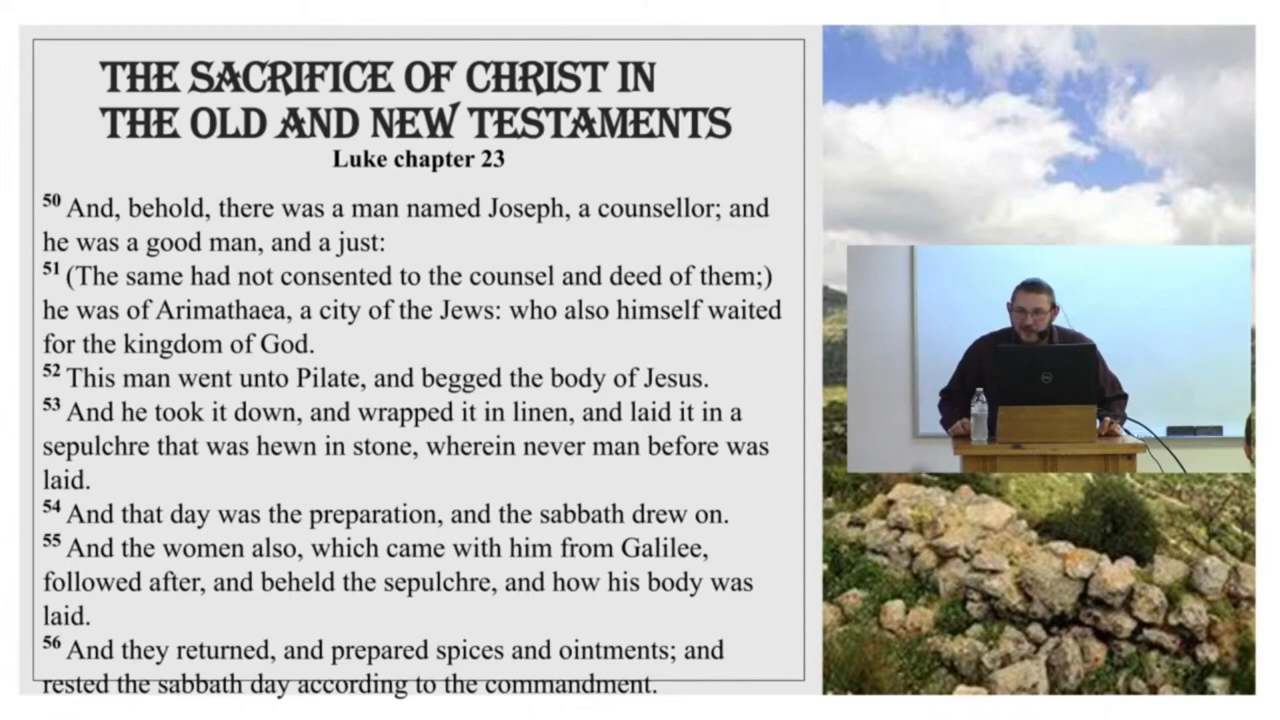 THE SACRIFICE OF CHRIST IN
THE OLD AND NEW TESTAMENTS
Luke chapter 23
50 And, behold, there was a man named Joseph, a counsellor; and
he was a good man, and a just:
51 (The same had not consented to the counsel and deed of them;)
he was of Arimathaea, a city of the Jews: who also himself waited
for the kingdom of God.
52 This man went unto Pilate, and begged the body of Jesus.
53 And he took it down, and wrapped it in linen, and laid it in a
sepulchre that was hewn in stone, wherein never man before was
laid.
54 And that day was the preparation, and the sabbath drew on.
55 And the women also, which came with him from Galilee,
followed after, and beheld the sepulchre, and how his body was
laid.
56 And they returned, and prepared spices and ointments; and
rested the sabbath day according to the commandment.